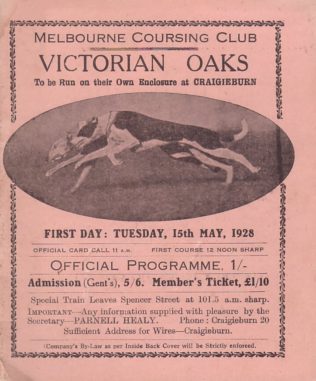 MELBOURNE COURSING CLUB
VICTORIAN OAKS
To be Run on their Own Enclosure at CRAIGIEBURN
FIRST DAY: TUESDAY, 15th MAY, 1928
OFFICIAL CARD CALL 11 a.m. FIRST COURSE 12 NOON SHARP
OFFICIAL PROGRAMME, 1/-
Admission (Gent's), 5/6. Member's Ticket, £1/10
Special Train Leaves Spencer Street at 101.5 a.m. sharp.
IMPORTANT—Any information supplied with pleasure by the
Secretary—PARNELL HEALY. Phone: Craigieburn 20
Sufficient Address for Wires—Craigieburn.
(Company's By-Law as per Inside Back Cover will be Strictly enforced.